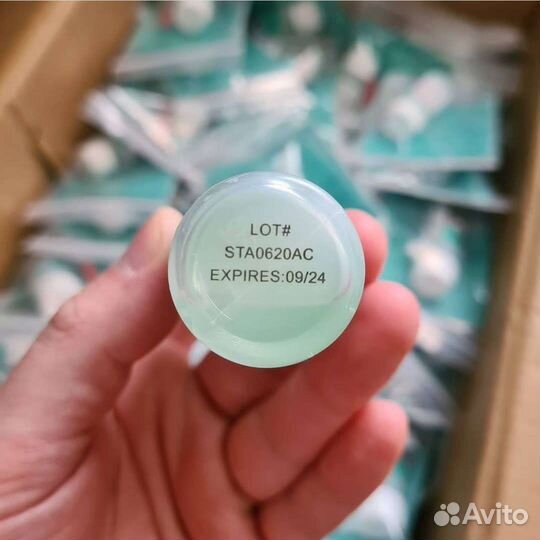 LOT#
STA0620AC
EXPIRES:09/24
Avito